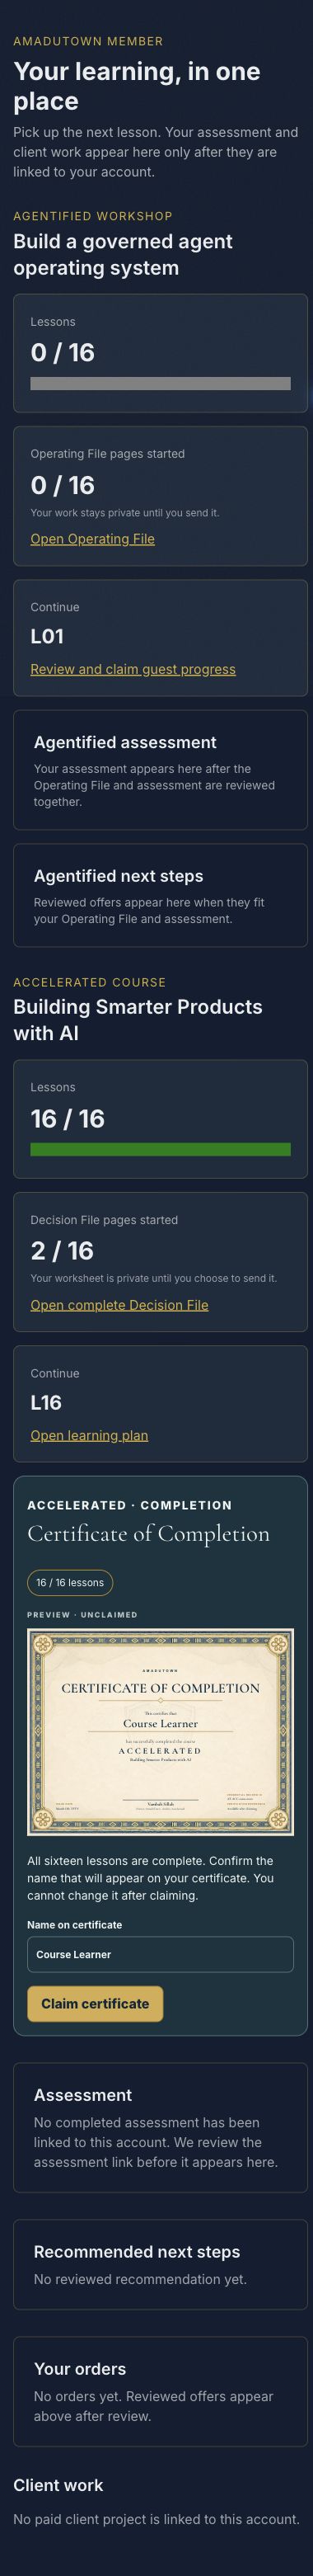 AMADUTOWN MEMBER
Your learning, in one
place
Pick up the next lesson. Your assessment and
client work appear here only after they are
linked to your account.
AGENTIFIED WORKSHOP
Build a governed agent
operating system
Lessons
0 / 16
Operating File pages started
0 / 16
Your work stays private until you send it.
Open Operating File
Continue
L01
Review and claim guest progress
Agentified assessment
Your assessment appears here after the
Operating File and assessment are reviewed
together.
Agentified next steps
Reviewed offers appear here when they fit
your Operating File and assessment.
ACCELERATED COURSE
Building Smarter Products
with AI
Lessons
16 / 16
Decision File pages started
2 / 16
Your worksheet is private until you choose to send it.
Open complete Decision File
Continue
L16
Open learning plan
ACCELERATED · COMPLETION
Certificate of Completion
16 / 16 lessons
PREVIEW · UNCLAIMED
AMADUTOWN
CERTIFICATE OF COMPLETION
This certifies that
Course Learner
has successfully completed the course
ACCELERATED
Building Smarter Products with AI
All sixteen lessons are complete. Confirm the
name that will appear on your certificate. You
cannot change it after claiming.
Name on certificate
Course Learner
Claim certificate
Assessment
No completed assessment has been
linked to this account. We review the
assessment link before it appears here.
Recommended next steps
No reviewed recommendation yet.
Your orders
No orders yet. Reviewed offers appear
above after review.
Client work
No paid client project is linked to this account.